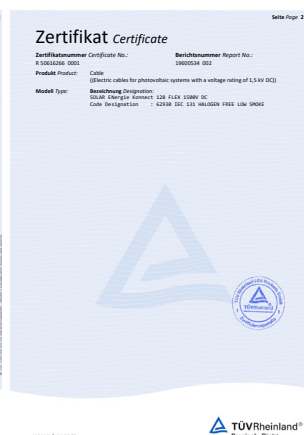 Seite Page 2
Zertifikat Certificate
Zertifikatsnummer Certificate No.:
R 50616266 0001
Berichtsnummer Report No.:
19600534 002
Produkt Product: Cable
((Electric cables for photovoltaic systems with a voltage rating of 1,5 kV DC))
Modell Type: Bezeichnung Designation:
SOLAR ENergie Konnect 128 FLEX 1500V DC
Code Designation : 62930 IEC 131 HALOGEN FREE LOW SMOKE
TÜVRheinland
TÜVRheinland®